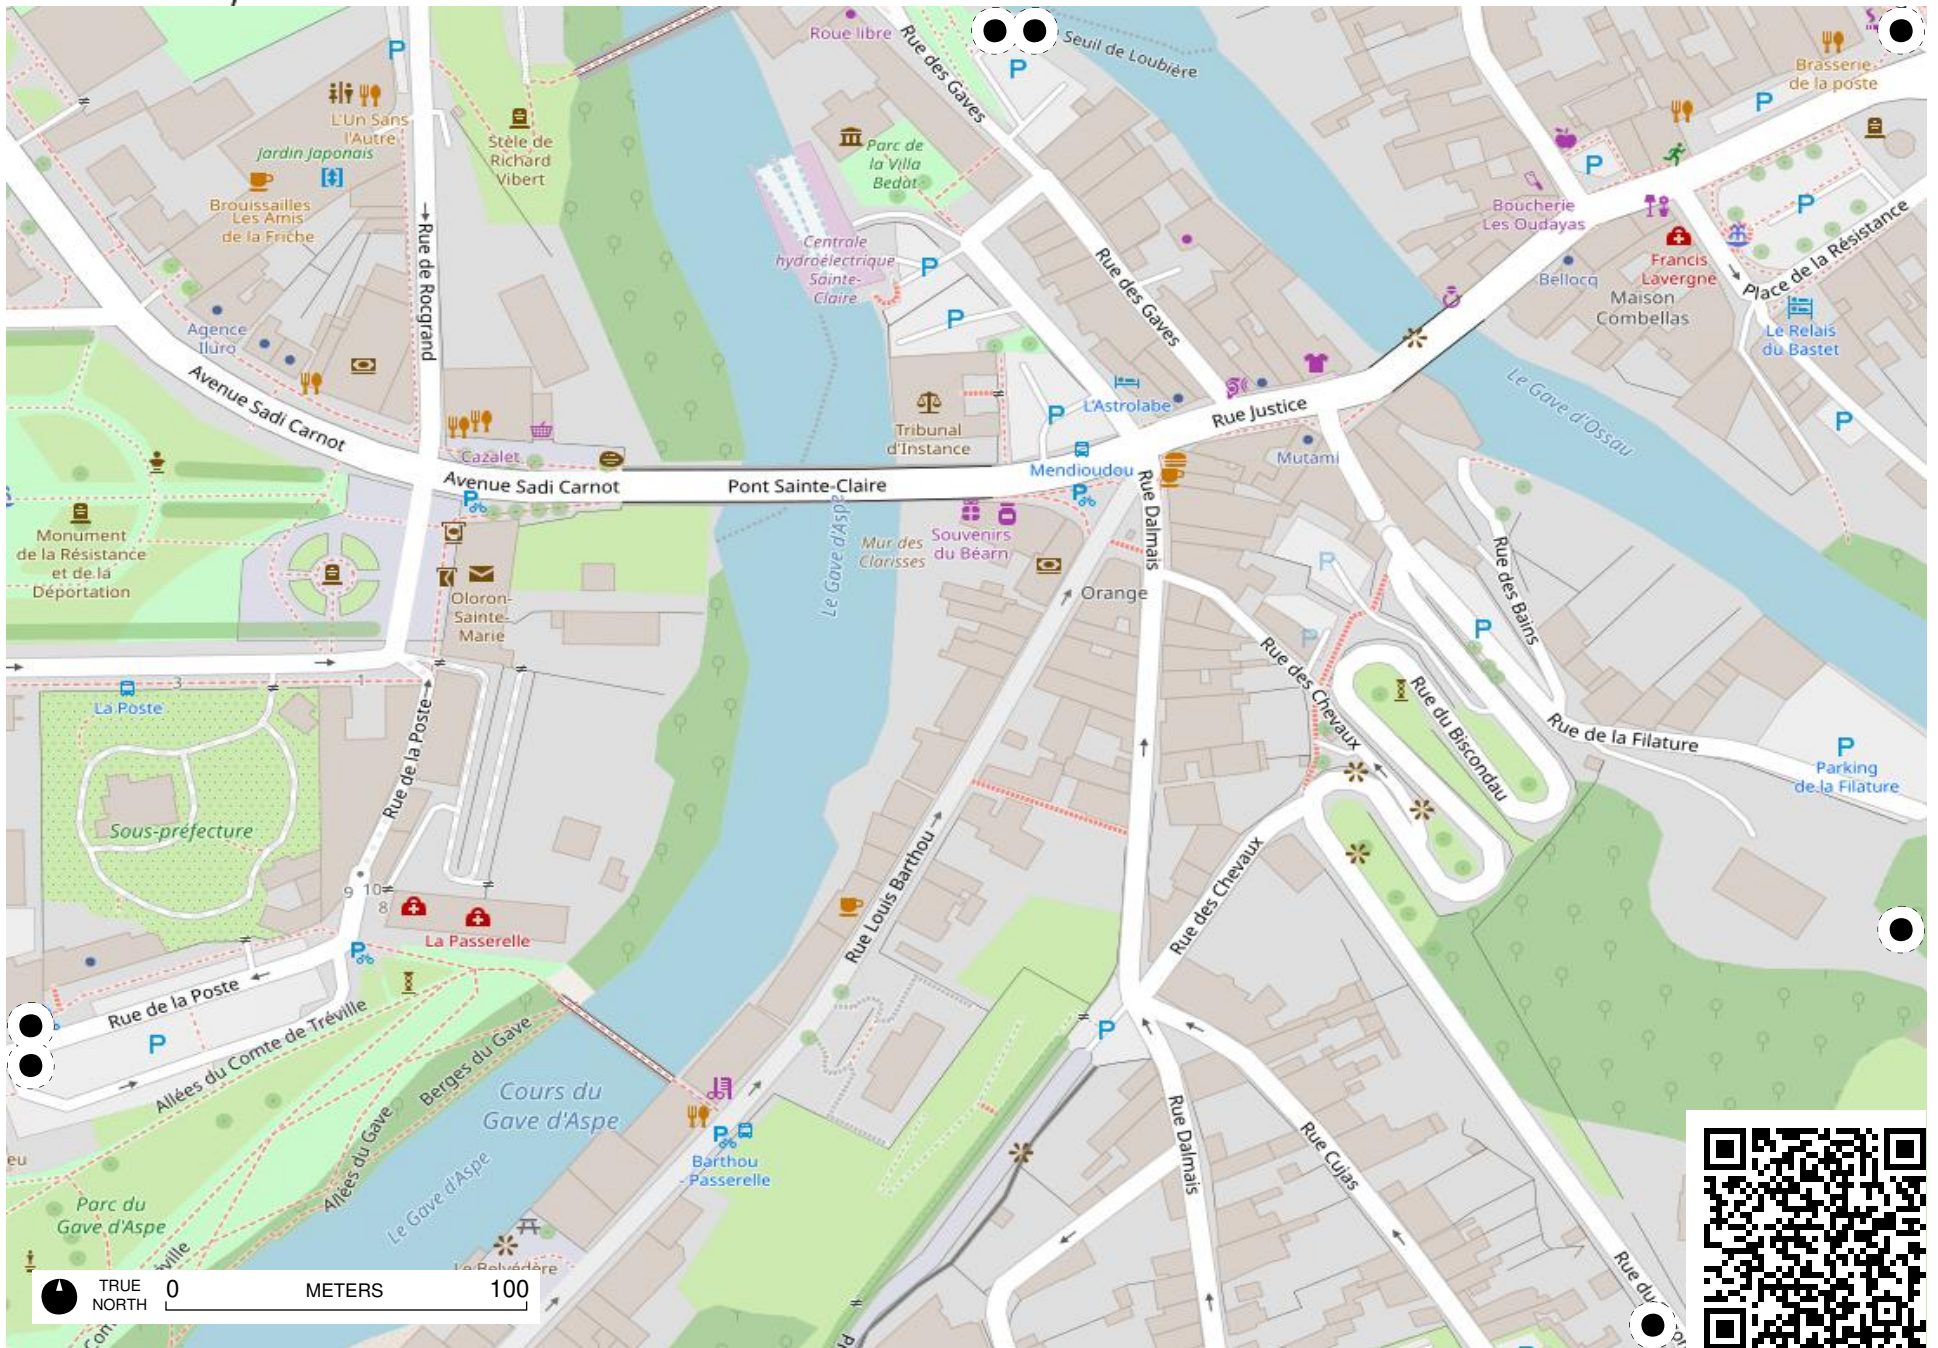 Roue libre
Rue des Gaves
Seuil de Loubière
Brasserie
de la poste
L'Un Sans
l'Autre
Jardin Japonais
Brouissailles
Les Amis
de la Friche
Stèle de
Richard
Vibert
Parc de
la Villa
Bedat
Boucherie
Les Oudayas
Francis
Lavergne
Bellocq
Maison
Combellas
Place de la Résistance
Le Relais
du Bastet
Rue de Rocgrand
Centrale
hydroélectrique
Sainte-
Claire
Rue des Gaves
Agence
Iluro
Avenue Sadi Carnot
Cazalet
Avenue Sadi Carnot
Pont Sainte-Claire
Tribunal
d'Instance
L'Astrolabe
Mendioudou
Rue Justice
Mutami
Le Gave d'Ossau
Monument
de la Résistance
et de la
Déportation
Oloron-
Sainte-
Marie
Le Gave d'Aspe
Mur des
Clarisses
Souvenirs
du Béarn
Orange
Rue Dalmais
Rue des Bains
Rue des Chevaux
Rue du Biscondau
Rue de la Filature
Parking
de la Filature
La Poste
3
1
Rue de la Poste
Sous-préfecture
9
10
8
La Passerelle
Rue Louis Barthou
Rue des Chevaux
Rue de la Poste
Allées du Comte de Tréville
Berges du Gave
Allées du Gave
Cours du
Gave d'Aspe
Le Gave d'Aspe
Barthou
- Passerelle
Rue Dalmais
Rue Cujas
Parc du
Gave d'Aspe
Le Belvédère
Rue du
TRUE
NORTH
0
METERS
100